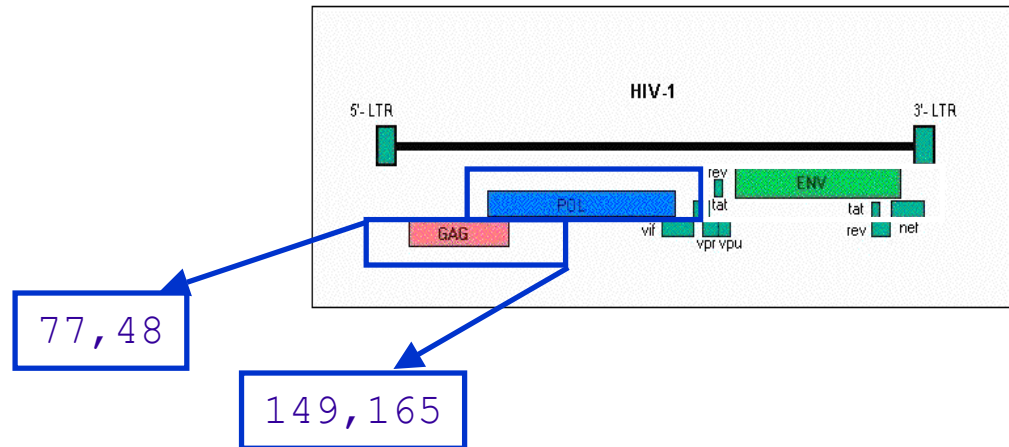 HIV-1
5'- LTR
3'- LTR
rev
ENV
POL
tat
tat
GAG
vif
vpr vpu
rev
net
77,48
149,165